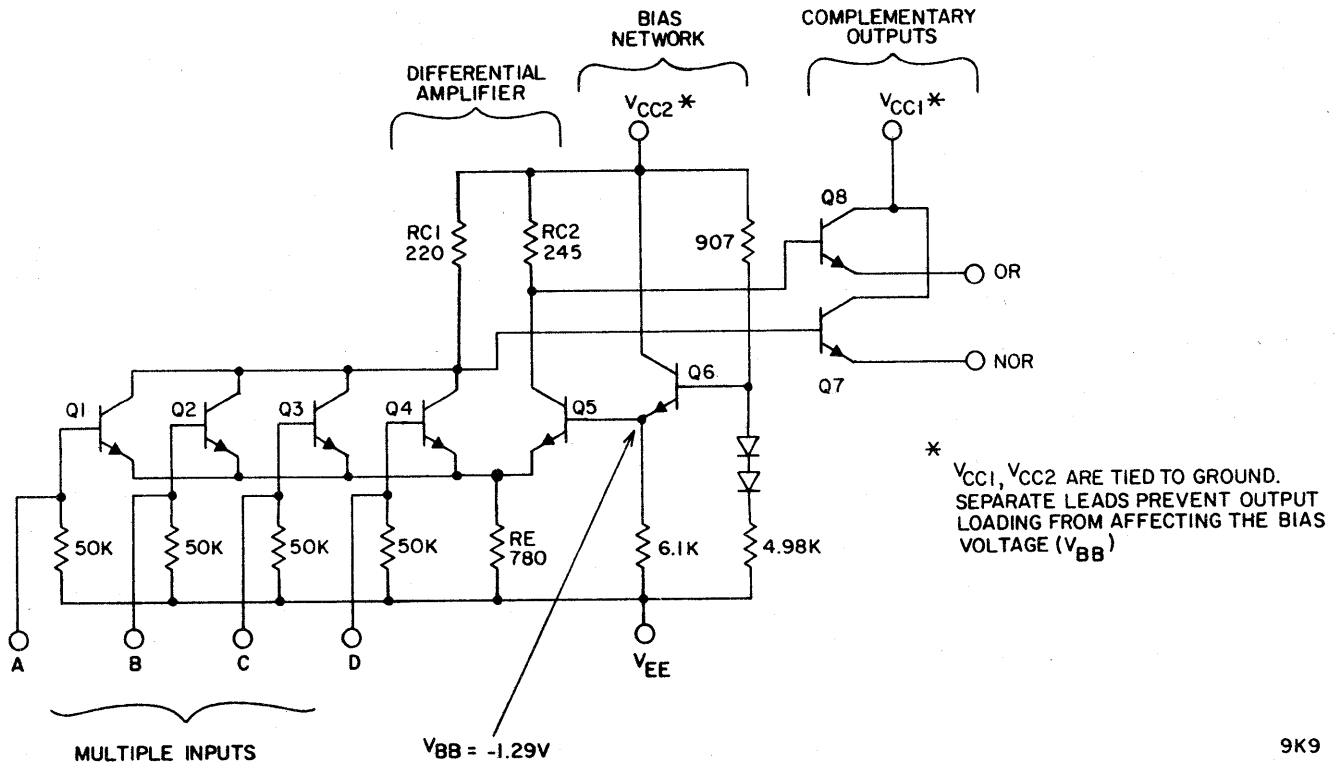 BIAS
NETWORK
COMPLEMENTARY
OUTPUTS
DIFFERENTIAL
AMPLIFIER
VCC2 *
VCC1 *
Q8
RC1
220
RC2
245
907
OR
NOR
Q7
Q6
Q1
Q2
Q3
Q4
Q5
50K
50K
50K
50K
RE
780
6.1K
4.98K
*
VCC1, VCC2 ARE TIED TO GROUND.
SEPARATE LEADS PREVENT OUTPUT
LOADING FROM AFFECTING THE BIAS
VOLTAGE (VBB)
A
B
C
D
VEE
MULTIPLE INPUTS
VBB = -1.29V
9K9